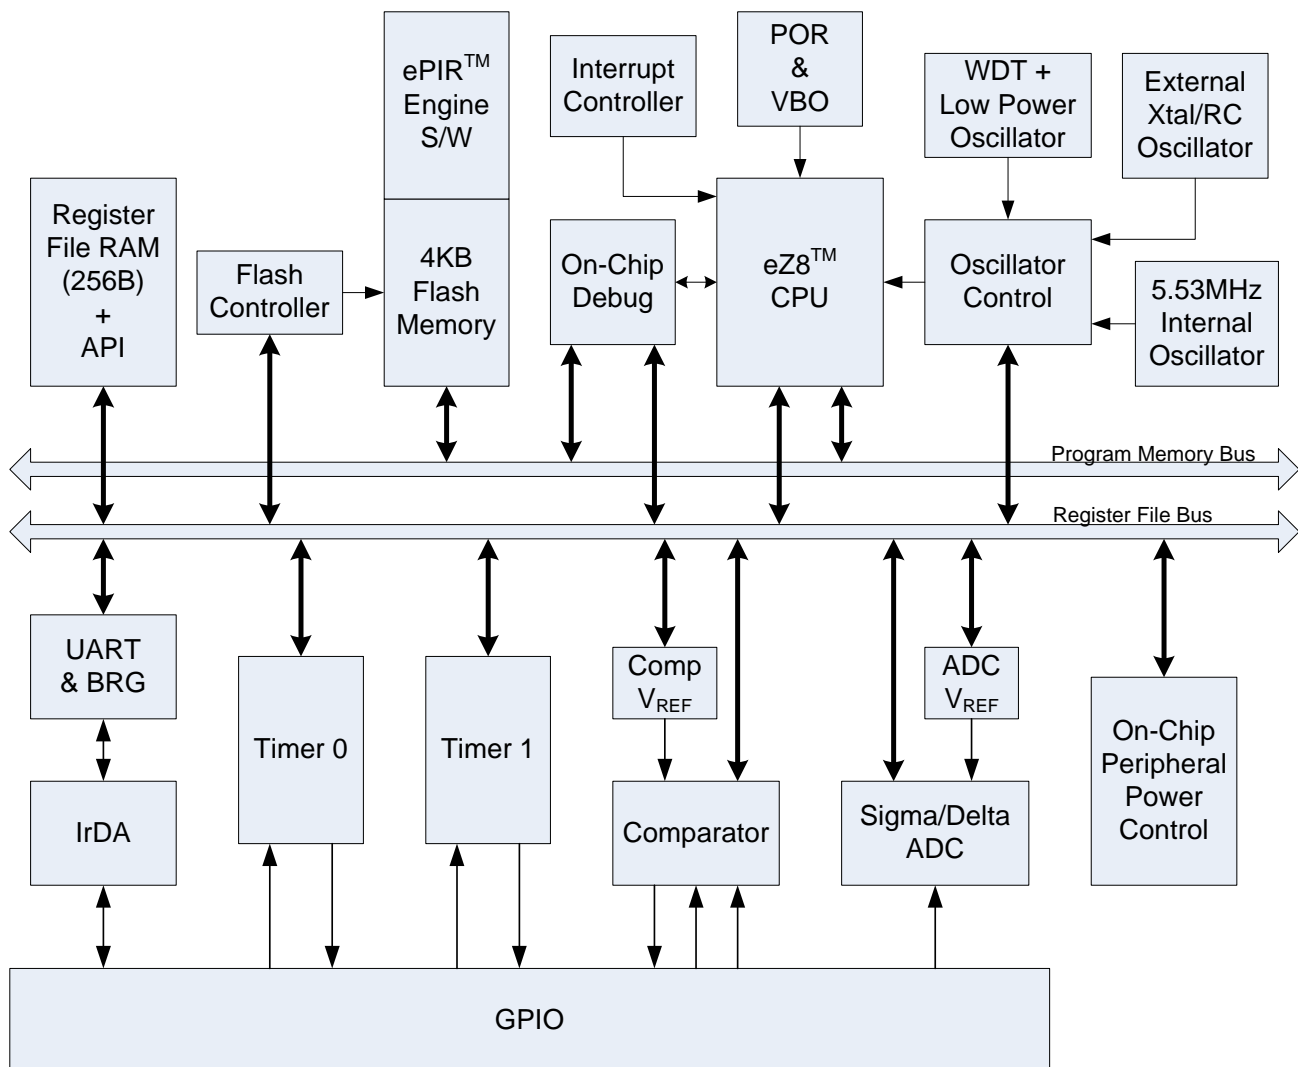 ePIR™
Engine
S/W
Interrupt
Controller
POR
&
VBO
WDT +
Low Power
Oscillator
External
Xtal/RC
Oscillator
Register
File RAM
(256B)
+
API
Flash
Controller
4KB
Flash
Memory
On-Chip
Debug
eZ8™
CPU
Oscillator
Control
5.53MHz
Internal
Oscillator
Program Memory Bus
Register File Bus
UART
& BRG
Timer 0
Timer 1
Comp
VREF
ADC
VREF
On-Chip
Peripheral
Power
Control
IrDA
Comparator
Sigma/Delta
ADC
GPIO